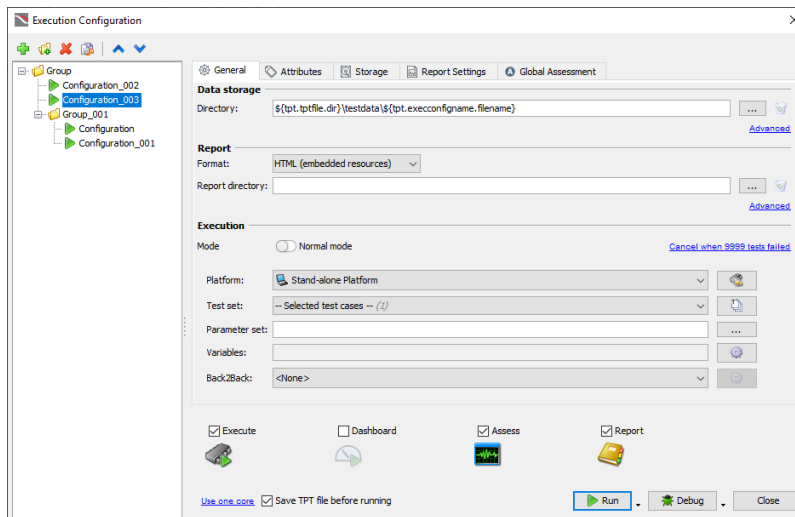 Execution Configuration
Group
Configuration_002
Configuration_003
Group_001
Configuration
Configuration_001
General
Attributes
Storage
Report Settings
Global Assessment
Data storage
Directory:
${tpt.tptfile.dir}\testdata\${tpt.execconfigname.filename}
...
Advanced
Report
Format:
HTML (embedded resources)
Report directory:
...
Advanced
Execution
Mode
Normal mode
Cancel when 9999 tests failed
Platform:
Stand-alone Platform
Test set:
-- Selected test cases -- (1)
Parameter set:
...
Variables:
Back2Back:
<None>
Execute
Dashboard
Assess
Report
Use one core
Save TPT file before running
Run
Debug
Close